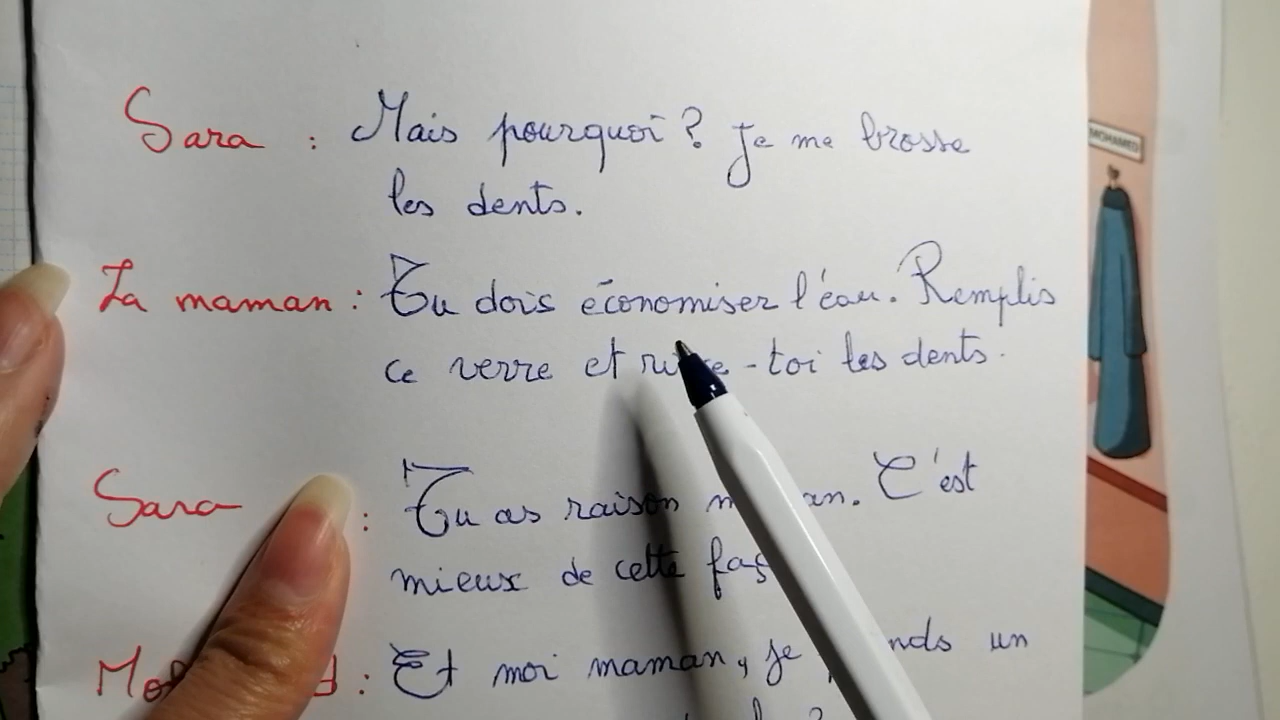 Sara : Mais pourquoi ? Je me brosse
les dents.
La maman : Tu dois économiser l'éau. Remplis
ce verre et - toi les dents.
Sara : Tu as raison . C'est
mieux de cette
: Et moi maman, je un
MOHAMED